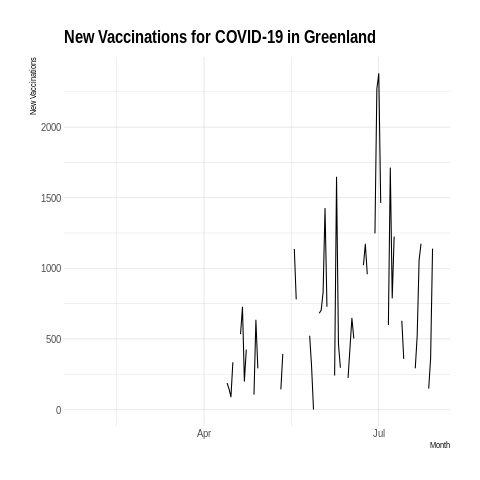 New Vaccinations for COVID-19 in Greenland
New Vaccinations
2000
1500
1000
500
0
Apr
Jul
Month